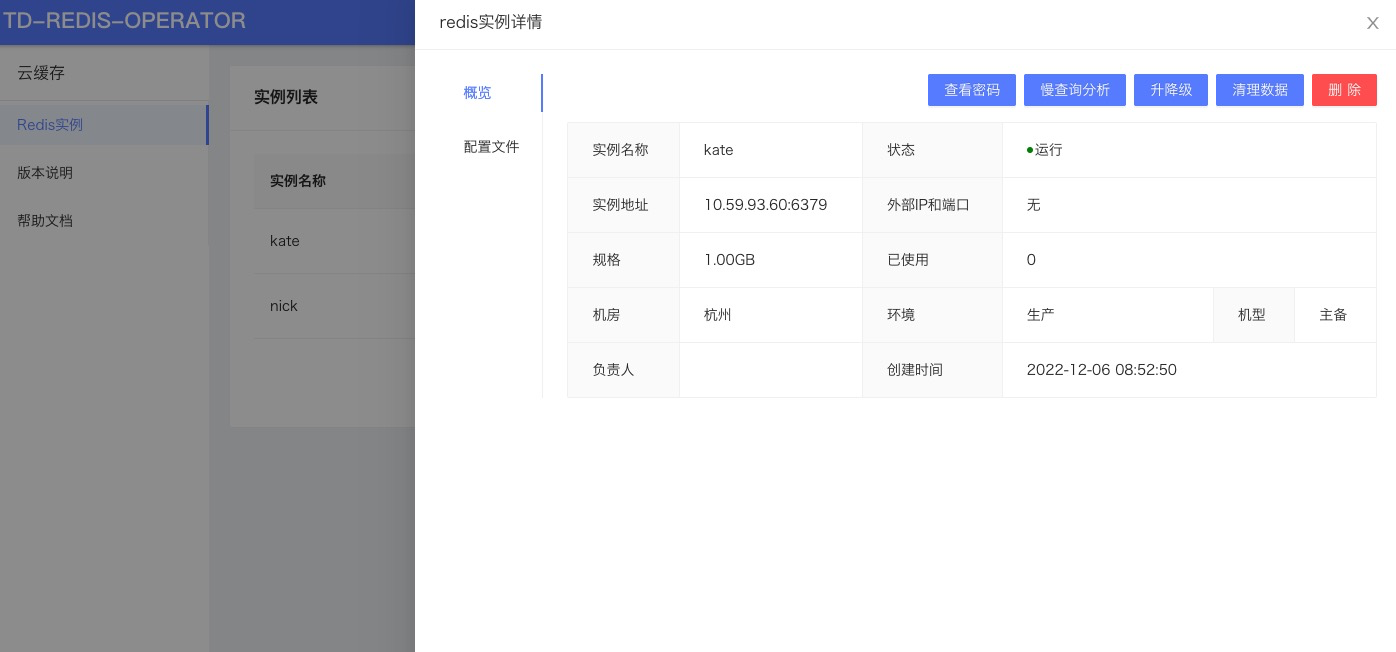 TD-REDIS-OPERATOR
云缓存
Redis实例
版本说明
帮助文档
实例列表
实例名称
kate
nick
redis实例详情
概览
配置文件
查看密码 慢查询分析 升降级 清理数据 删 除
实例名称 kate 状态 运行
实例地址 10.59.93.60:6379 外部IP和端口 无
规格 1.00GB 已使用 0
机房 杭州 环境 生产 机型 主备
负责人 创建时间 2022-12-06 08:52:50